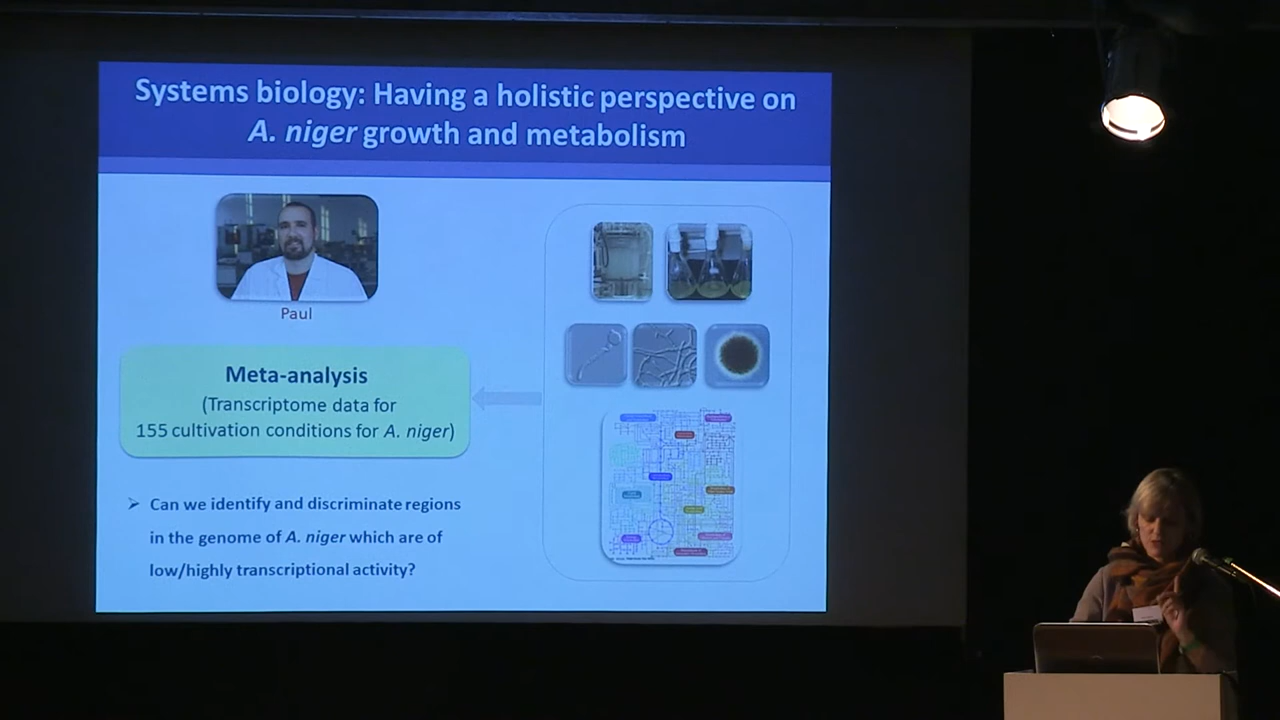 Systems biology: Having a holistic perspective on
A. niger growth and metabolism
Paul
Meta-analysis
(Transcriptome data for
155 cultivation conditions for A. niger)
➢ Can we identify and discriminate regions
in the genome of A. niger which are of
low/highly transcriptional activity?